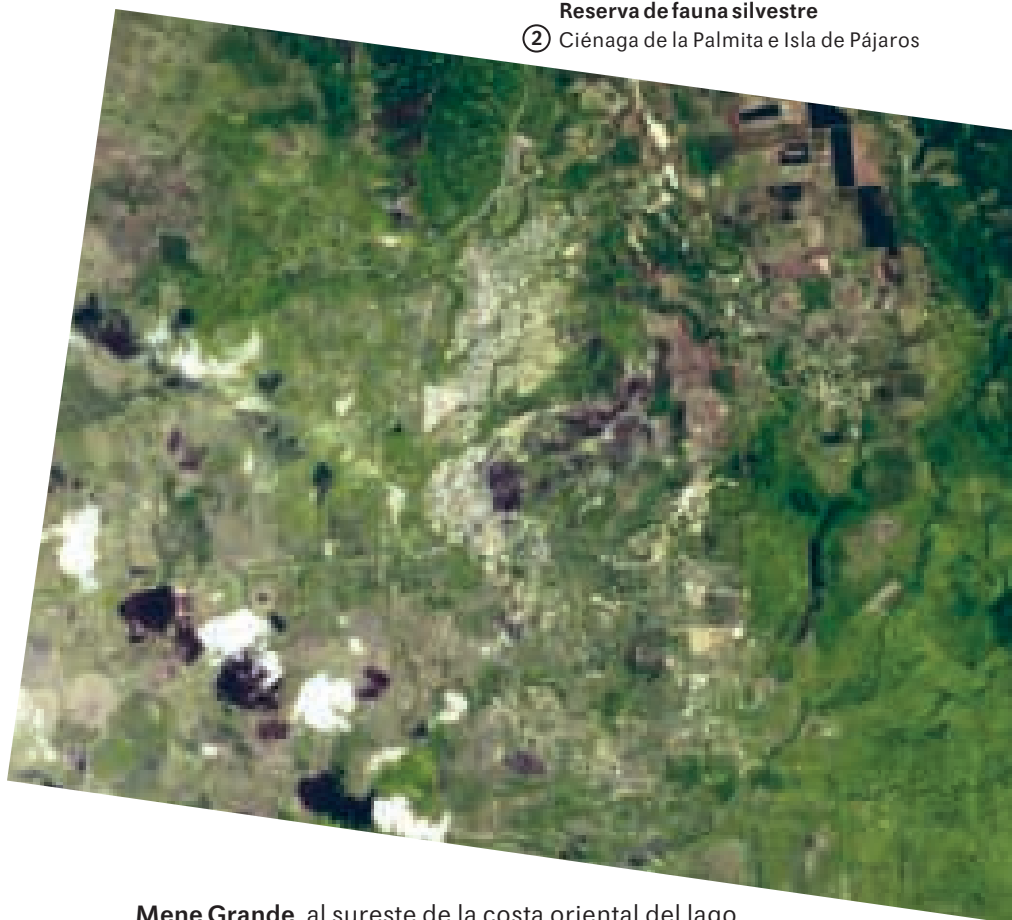 Reserva de fauna silvestre
② Ciénaga de la Palmita e Isla de Pájaros
Mene Grande, al sureste de la costa oriental del lago